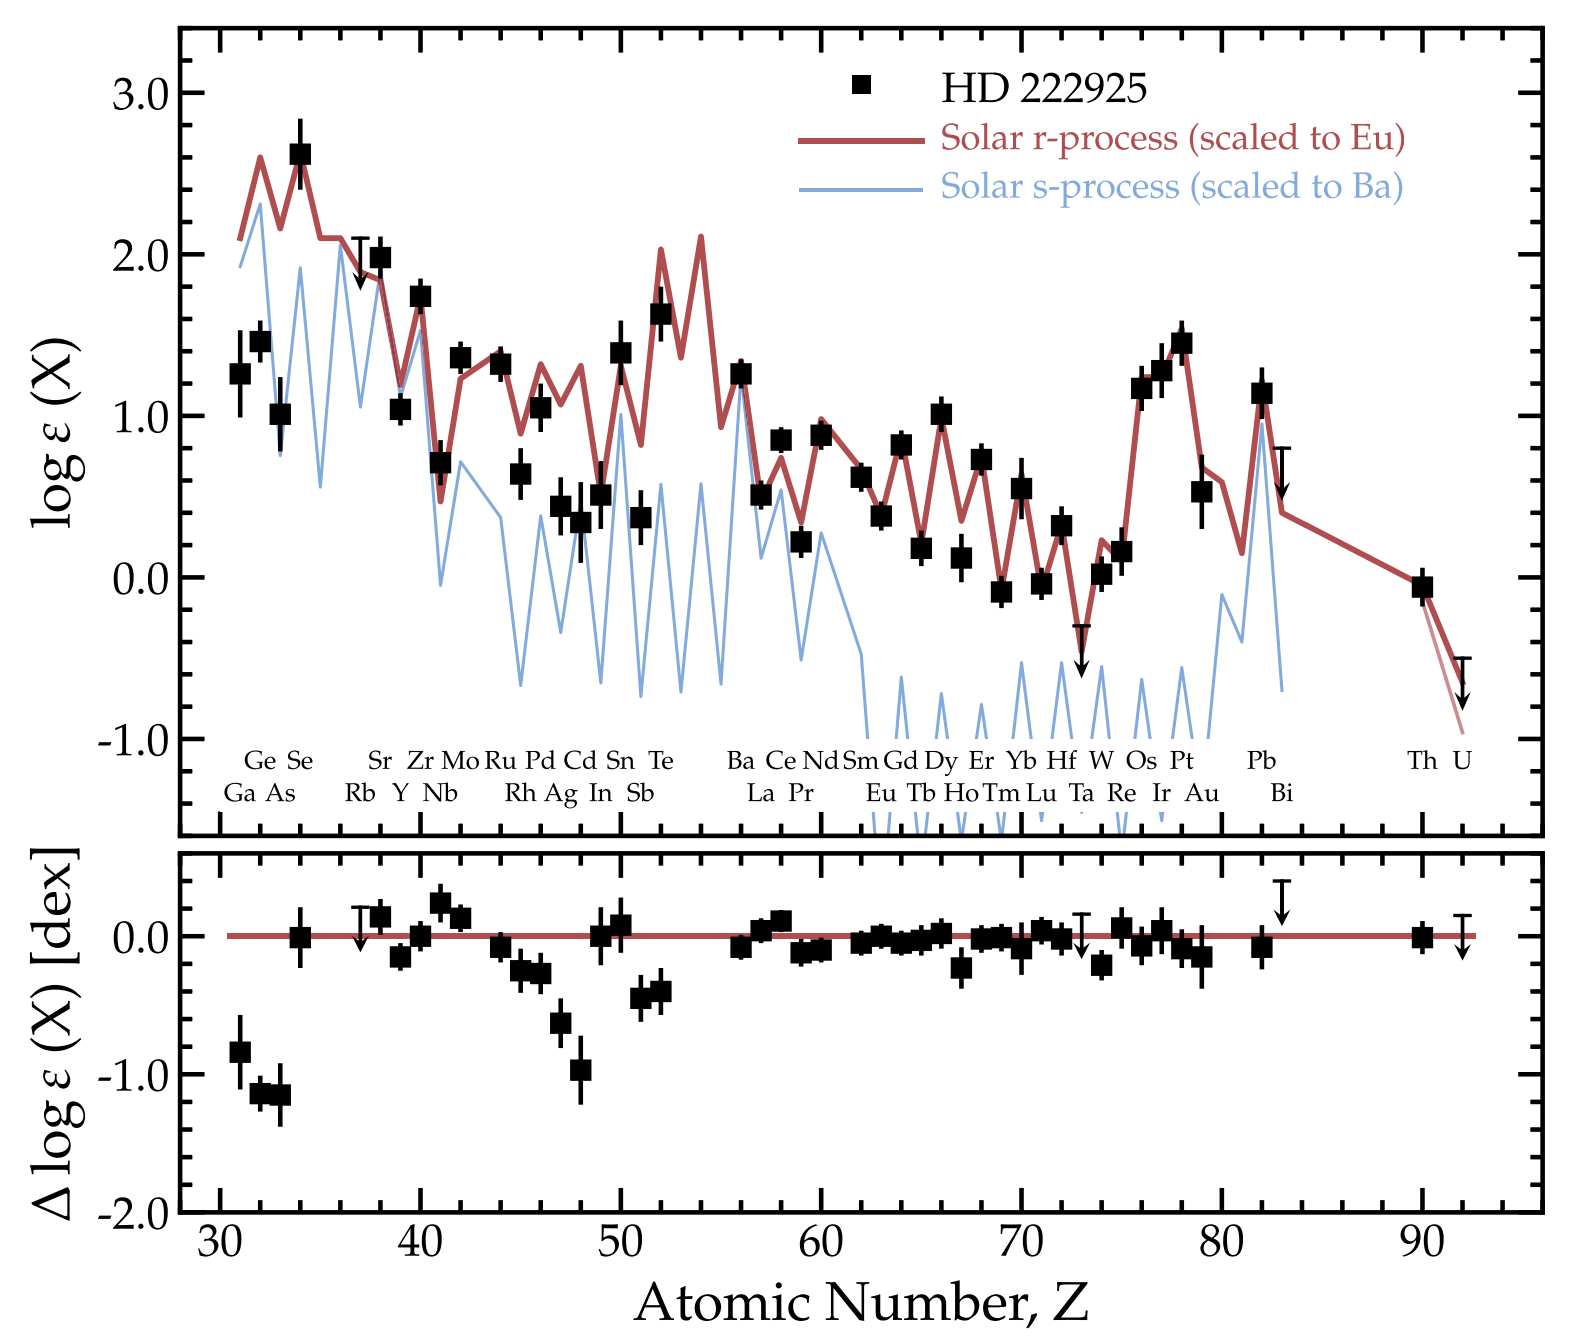 HD 222925
Solar r-process (scaled to Eu)
Solar s-process (scaled to Ba)
3.0
2.0
1.0
0.0
-1.0
log ε (X)
Ge Se Sr Zr Mo Ru Pd Cd Sn Te Ba Ce Nd Sm Gd Dy Er Yb Hf W Os Pt Pb Th U
Ga As Rb Y Nb Rh Ag In Sb La Pr Eu Tb Ho Tm Lu Ta Re Ir Au Bi
0.0
-1.0
-2.0
Δ log ε (X) [dex]
30 40 50 60 70 80 90
Atomic Number, Z